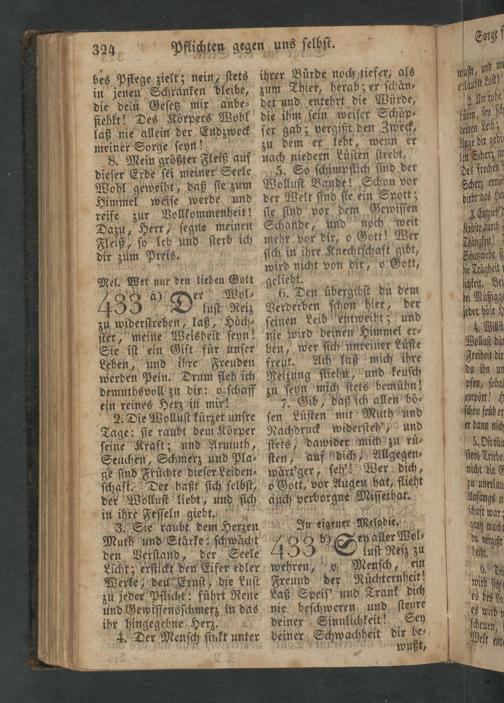 324 Pflichten gegen uns selbst.
bes Pflege zielt; nein, stets
in jenen Schranken bleibe,
die dein Gesetz mir anbe-
fiehlt! Des Körpers Wohl
laß nie allein der Endzweck
meiner Sorge seyn!
8. Mein größter Fleiß auf
dieser Erde sei meiner Seele
Wohl geweiht, daß sie zum
Himmel weise werde und
reife zur Vollkommenheit!
Dazu, Herr, segne meinen
Fleiß, so leb und sterb ich
dir zum Preis.
Mel. Wer nur den lieben Gott
433 a) Der Wol-
lust Reiz
zu widerstreben, laß, Höch-
ster, meine Weisheit seyn!
Sie ist ein Gift für unser
Leben, und ihre Freuden
werden Pein. Drum fleh ich
demuthsvoll zu dir: o schaff
ein reines Herz in mir!
2. Die Wollust kürzet unsre
Tage: sie raubt dem Körper
seine Kraft; und Armuth,
Seuchen, Schmerz und Pla-
ge sind Früchte dieser Leiden-
schaft. Der haßt sich selbst,
der Wollust liebt, und sich
in ihre Fesseln giebt.
3. Sie raubt dem Herzen
Muth und Stärke: schwächt
den Verstand, der Seele
Licht; erstickt den Eifer edler
Werke, den Ernst, die Lust
zu jeder Pflicht: führt Reue
und Gewissensschmerz in das
ihr hingegebne Herz.
4. Der Mensch sinkt unter
ihrer Bürde noch tiefer, als
zum Thier, herab; er schän-
det und entehrt die Würde,
die ihm sein weiser Schöp-
fer gab; vergißt den Zweck,
zu dem er lebt, wenn er
nach niedern Lüsten strebt.
5. So schimpflich sind der
Wollust Bande! Schon vor
der Welt sind sie ein Spott;
sie sind vor dem Gewissen
Schande, und noch weit
mehr vor dir, o Gott! Wer
sich in ihre Knechtschaft gibt,
wird nicht von dir, o Gott,
geliebt.
6. Den übergibst du dem
Verderben schon hier, der
seinen Leib entweiht; und
nie wird deinen Himmel er-
ben, wer sich unreiner Lüste
freut. Ach laß mich ihre
Reizung fliehn, und keusch
zu seyn mich stets bemühn!
7. Gib, daß ich allen bö-
sen Lüsten mit Muth und
Nachdruck widersteh, und
stets, dawider mich zu rü-
sten, auf dich, Allgegen-
wärt'ger, seh'! Wer dich,
o Gott, vor Augen hat, flieht
auch verborgne Missethat.
In eigener Melodie.
433 b) Sey aller Wol-
lust Reiz zu
wehren, o Mensch, ein
Freund der Nüchternheit!
Laß Speis' und Trank dich
nie beschweren und steure
deiner Sinnlichkeit! Sey
deiner Schwachheit dir be-
wußt,